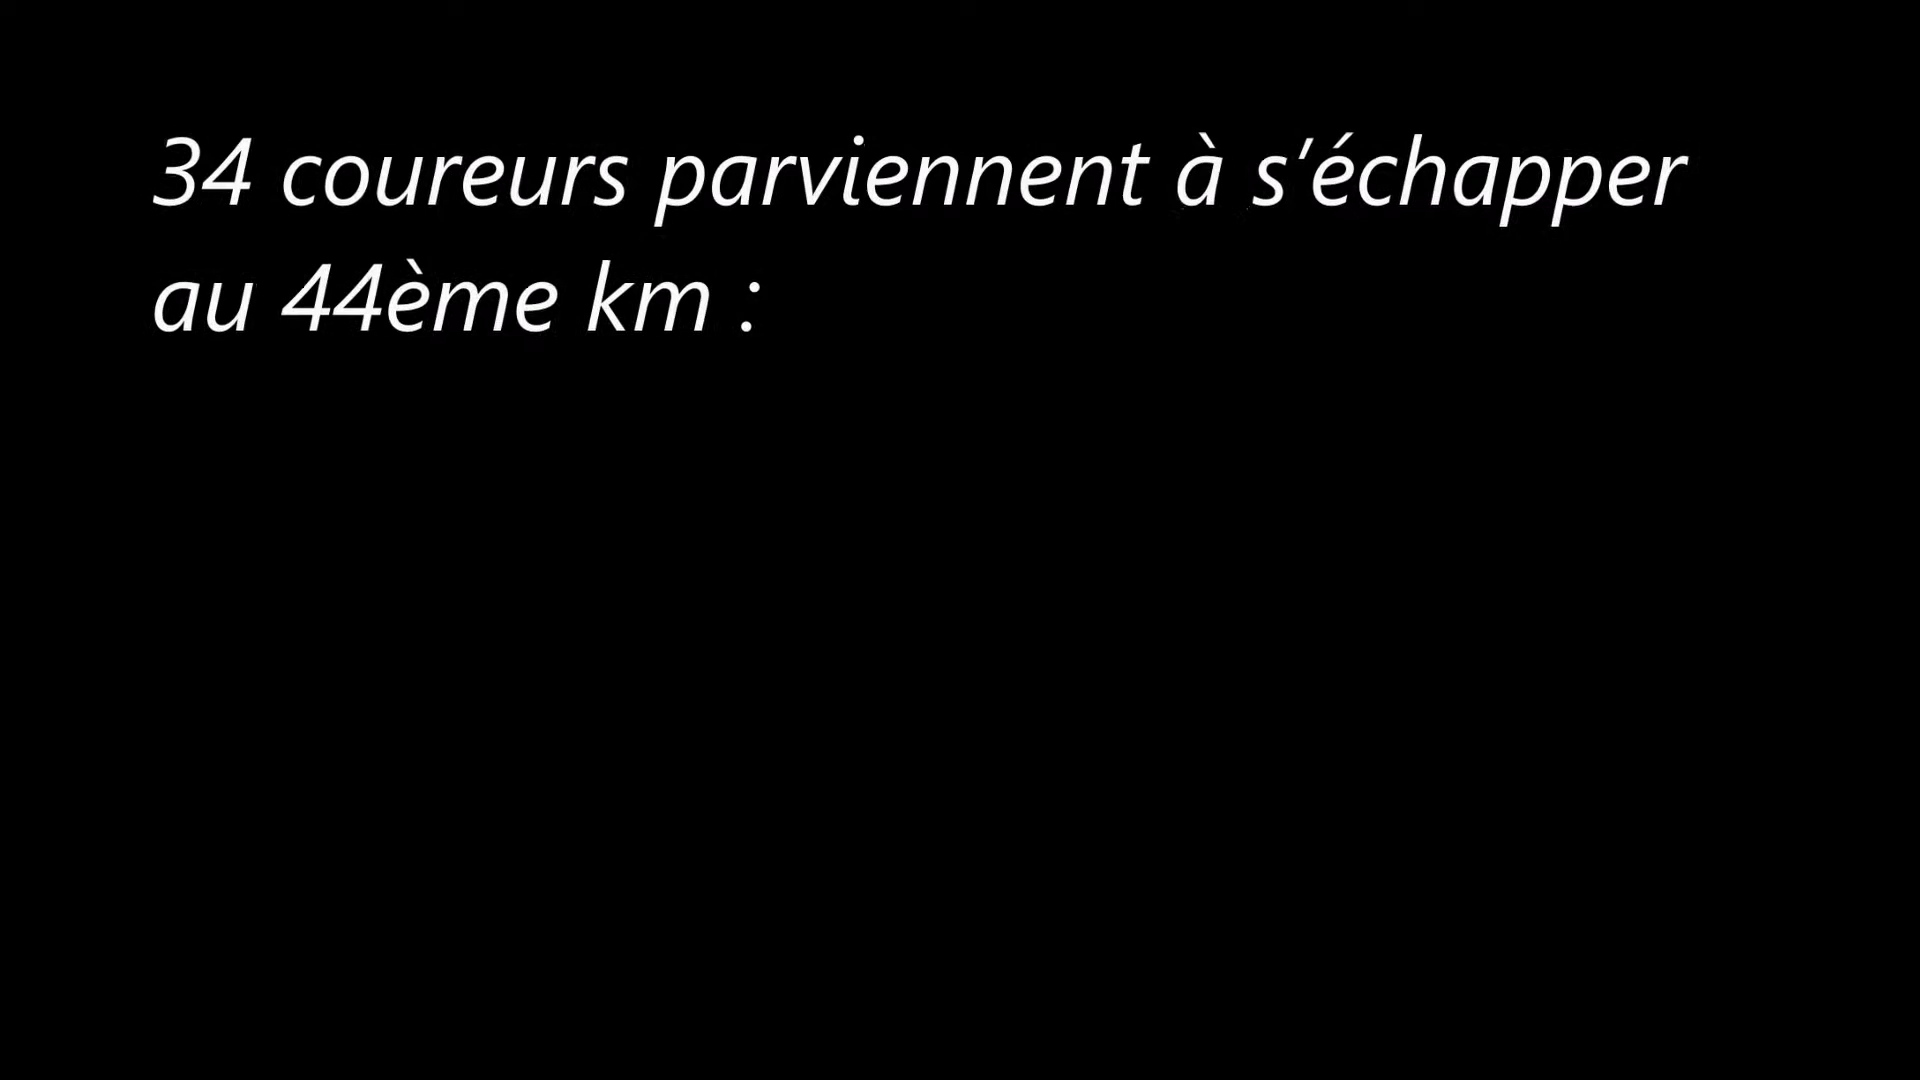 34 coureurs parviennent à s’échapper
au 44ème km :